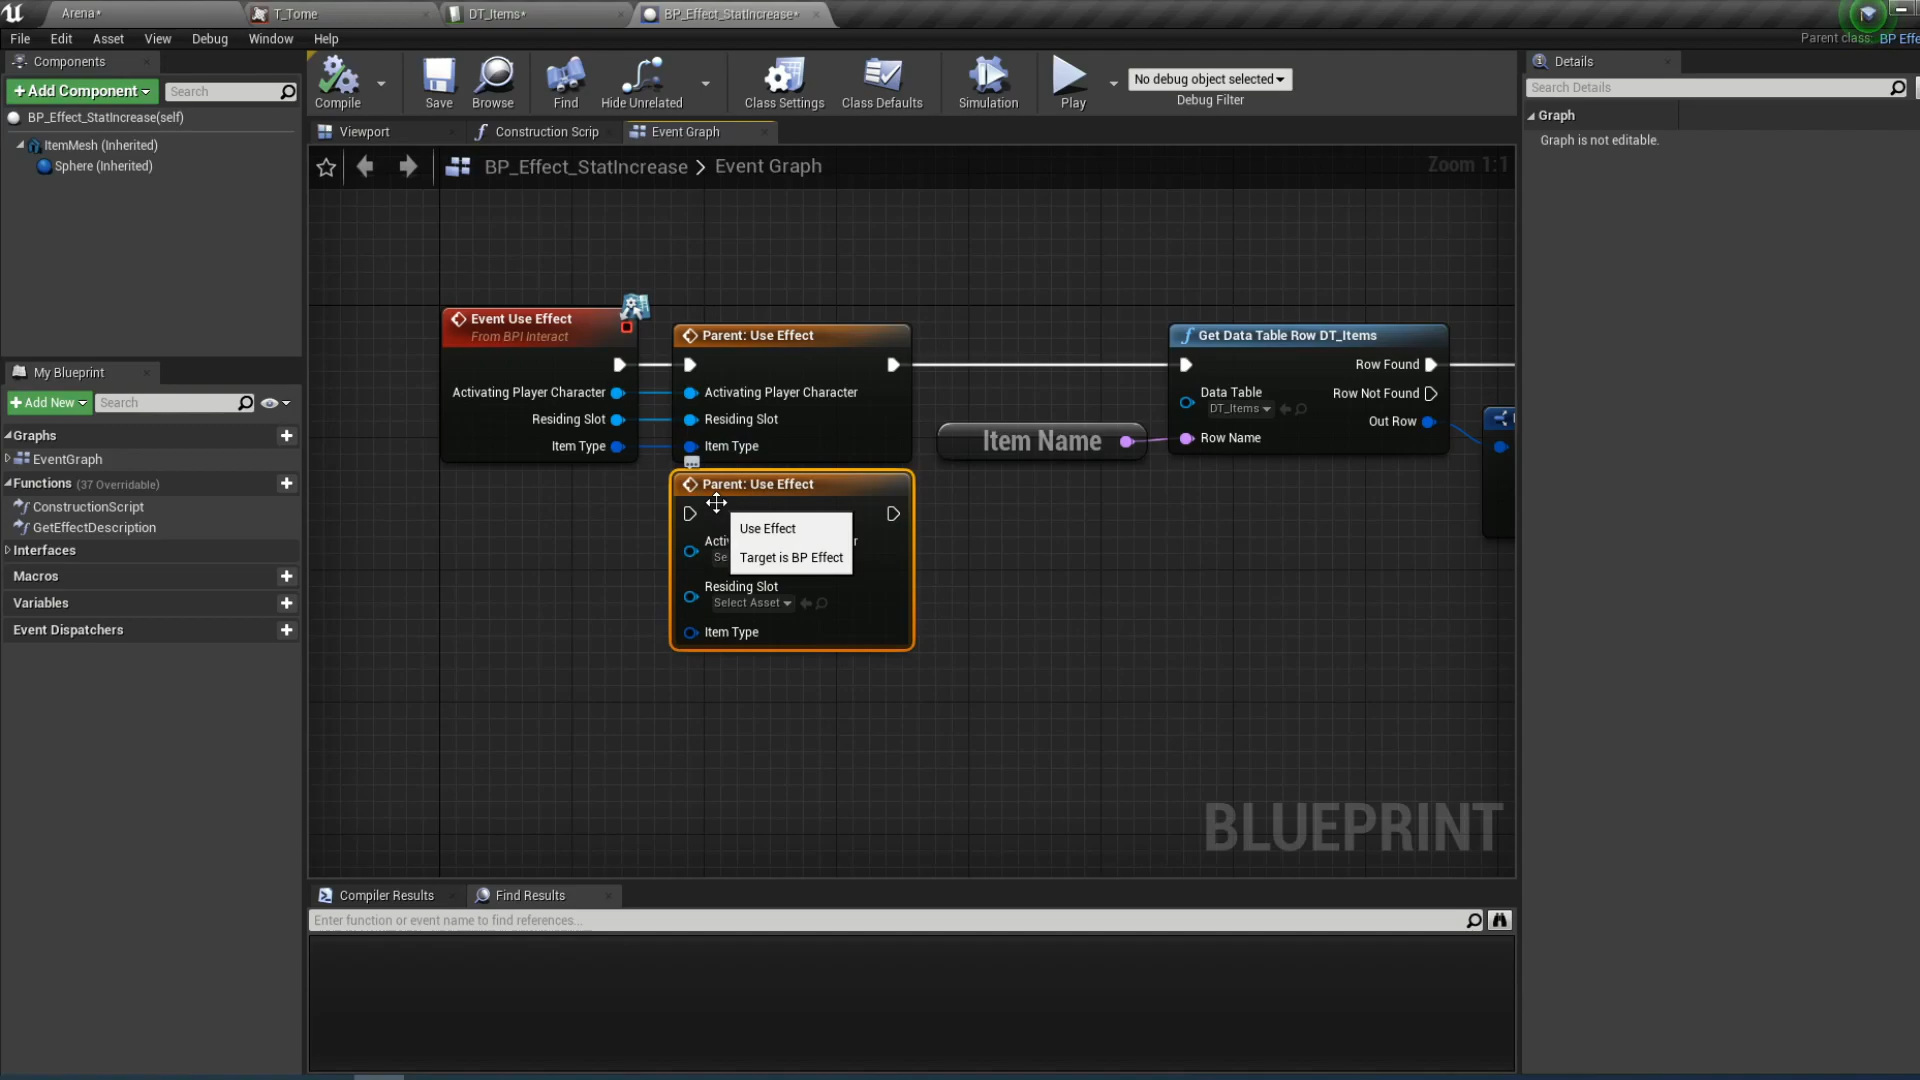 Arena*
T_Tome
DT_Items*
BP_Effect_StatIncrease*
File Edit Asset View Debug Window Help
Parent class: BP Effe
Components
+Add Component
Search
BP_Effect_StatIncrease(self)
ItemMesh (Inherited)
Sphere (Inherited)
Compile
Save
Browse
Find
Hide Unrelated
Class Settings
Class Defaults
Simulation
Play
No debug object selected
Debug Filter
Viewport
Construction Scrip
Event Graph
BP_Effect_StatIncrease > Event Graph
Zoom 1:1
Details
Search Details
Graph
Graph is not editable.
My Blueprint
+Add New
Search
Graphs
EventGraph
Functions (37 Overridable)
ConstructionScript
GetEffectDescription
Interfaces
Macros
Variables
Event Dispatchers
Event Use Effect
From BPI Interact
Activating Player Character
Residing Slot
Item Type
Parent: Use Effect
Activating Player Character
Residing Slot
Item Type
Parent: Use Effect
Acti
r
Se
Use Effect
Target is BP Effect
Residing Slot
Select Asset
Item Type
Item Name
Get Data Table Row DT_Items
Row Found
Data Table
DT_Items
Row Not Found
Out Row
Row Name
BLUEPRINT
Compiler Results
Find Results
Enter function or event name to find references...